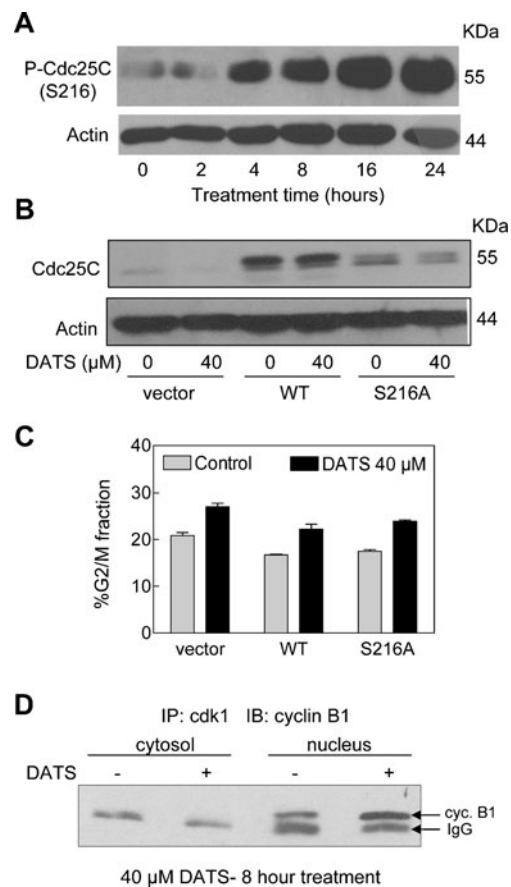 A
KDa
P-Cdc25C
(S216)
55
Actin
44
0 2 4 8 16 24
Treatment time (hours)
B
KDa
Cdc25C
55
Actin
44
DATS (µM) 0 40 0 40 0 40
vector WT S216A
C
40
30
20
10
0
%G2/M fraction
Control DATS 40 µM
vector WT S216A
D
IP: cdk1 IB: cyclin B1
cytosol nucleus
DATS - + - +
cyc. B1
IgG
40 µM DATS- 8 hour treatment